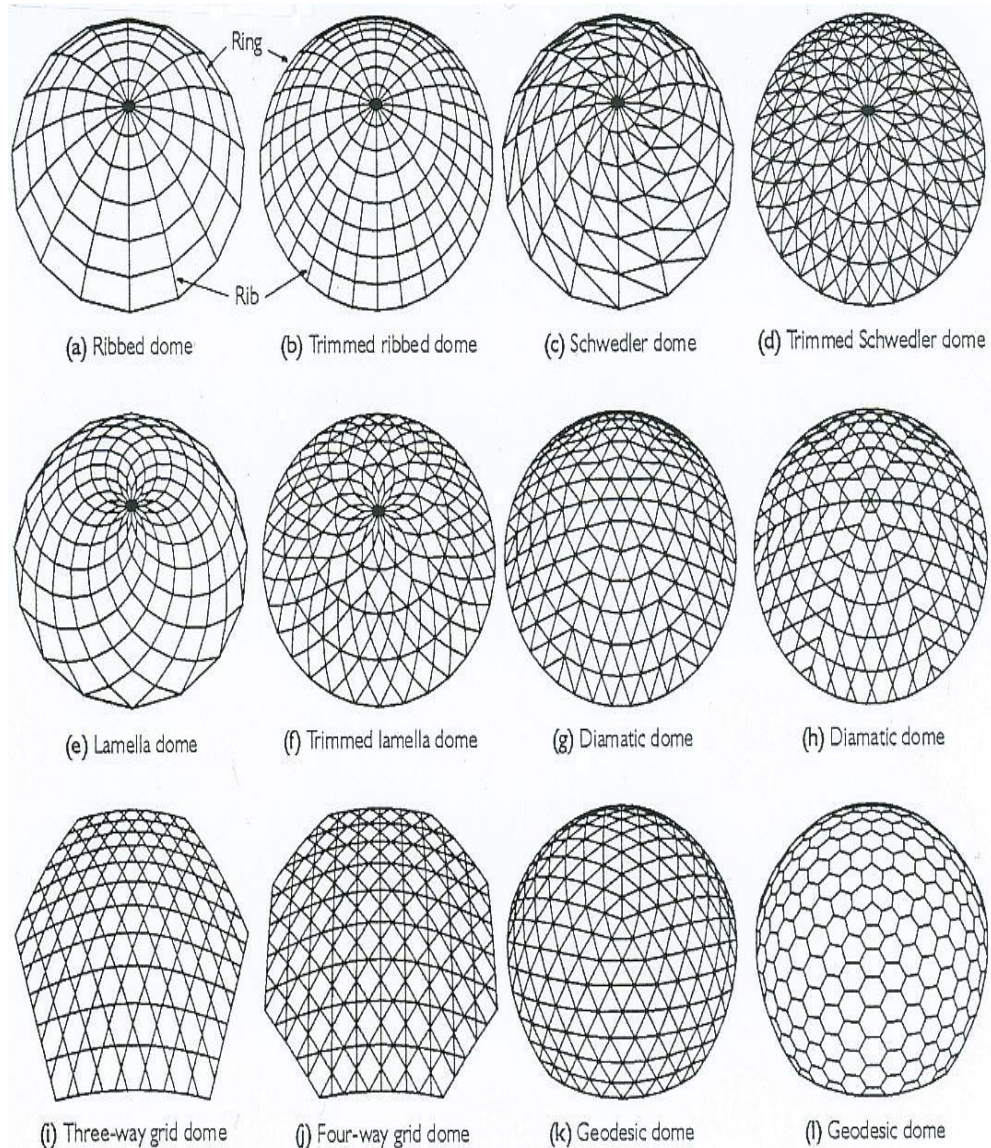 Ring
Rib
(a) Ribbed dome
(b) Trimmed ribbed dome
(c) Schwedler dome
(d) Trimmed Schwedler dome
(e) Lamella dome
(f) Trimmed lamella dome
(g) Diamatic dome
(h) Diamatic dome
(i) Three-way grid dome
(j) Four-way grid dome
(k) Geodesic dome
(l) Geodesic dome